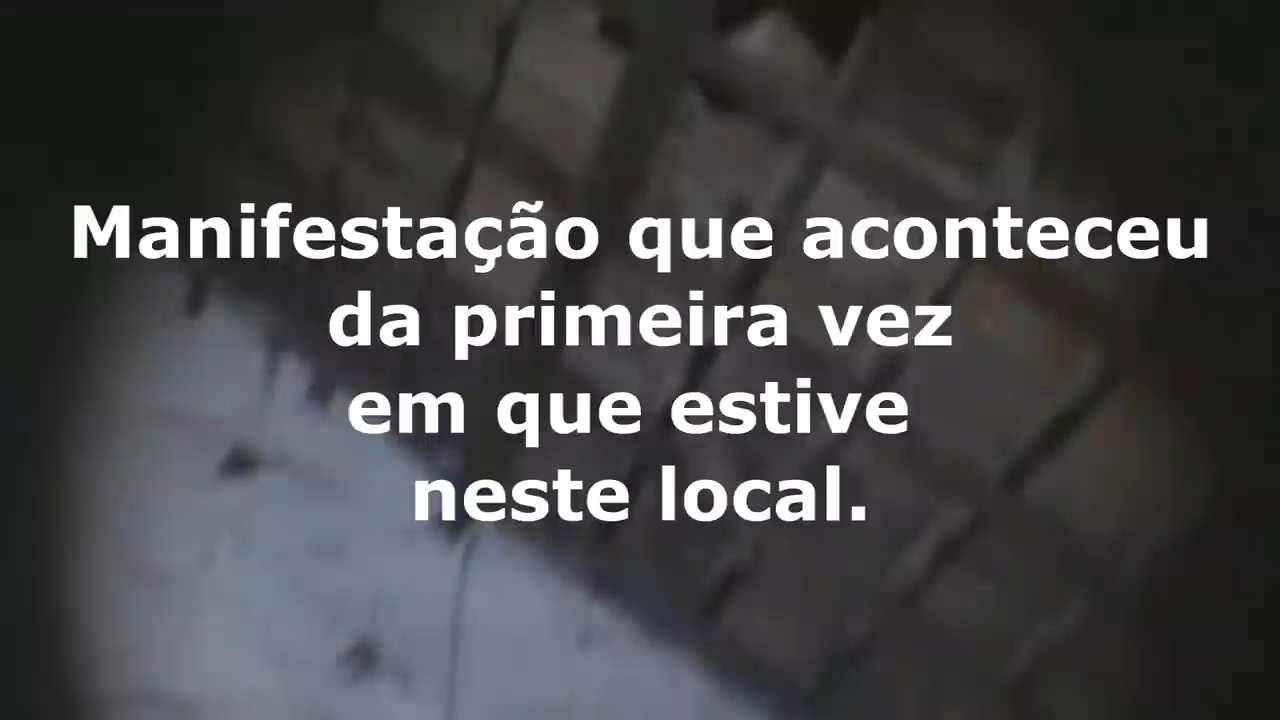 Manifestação que aconteceu
da primeira vez
em que estive
neste local.